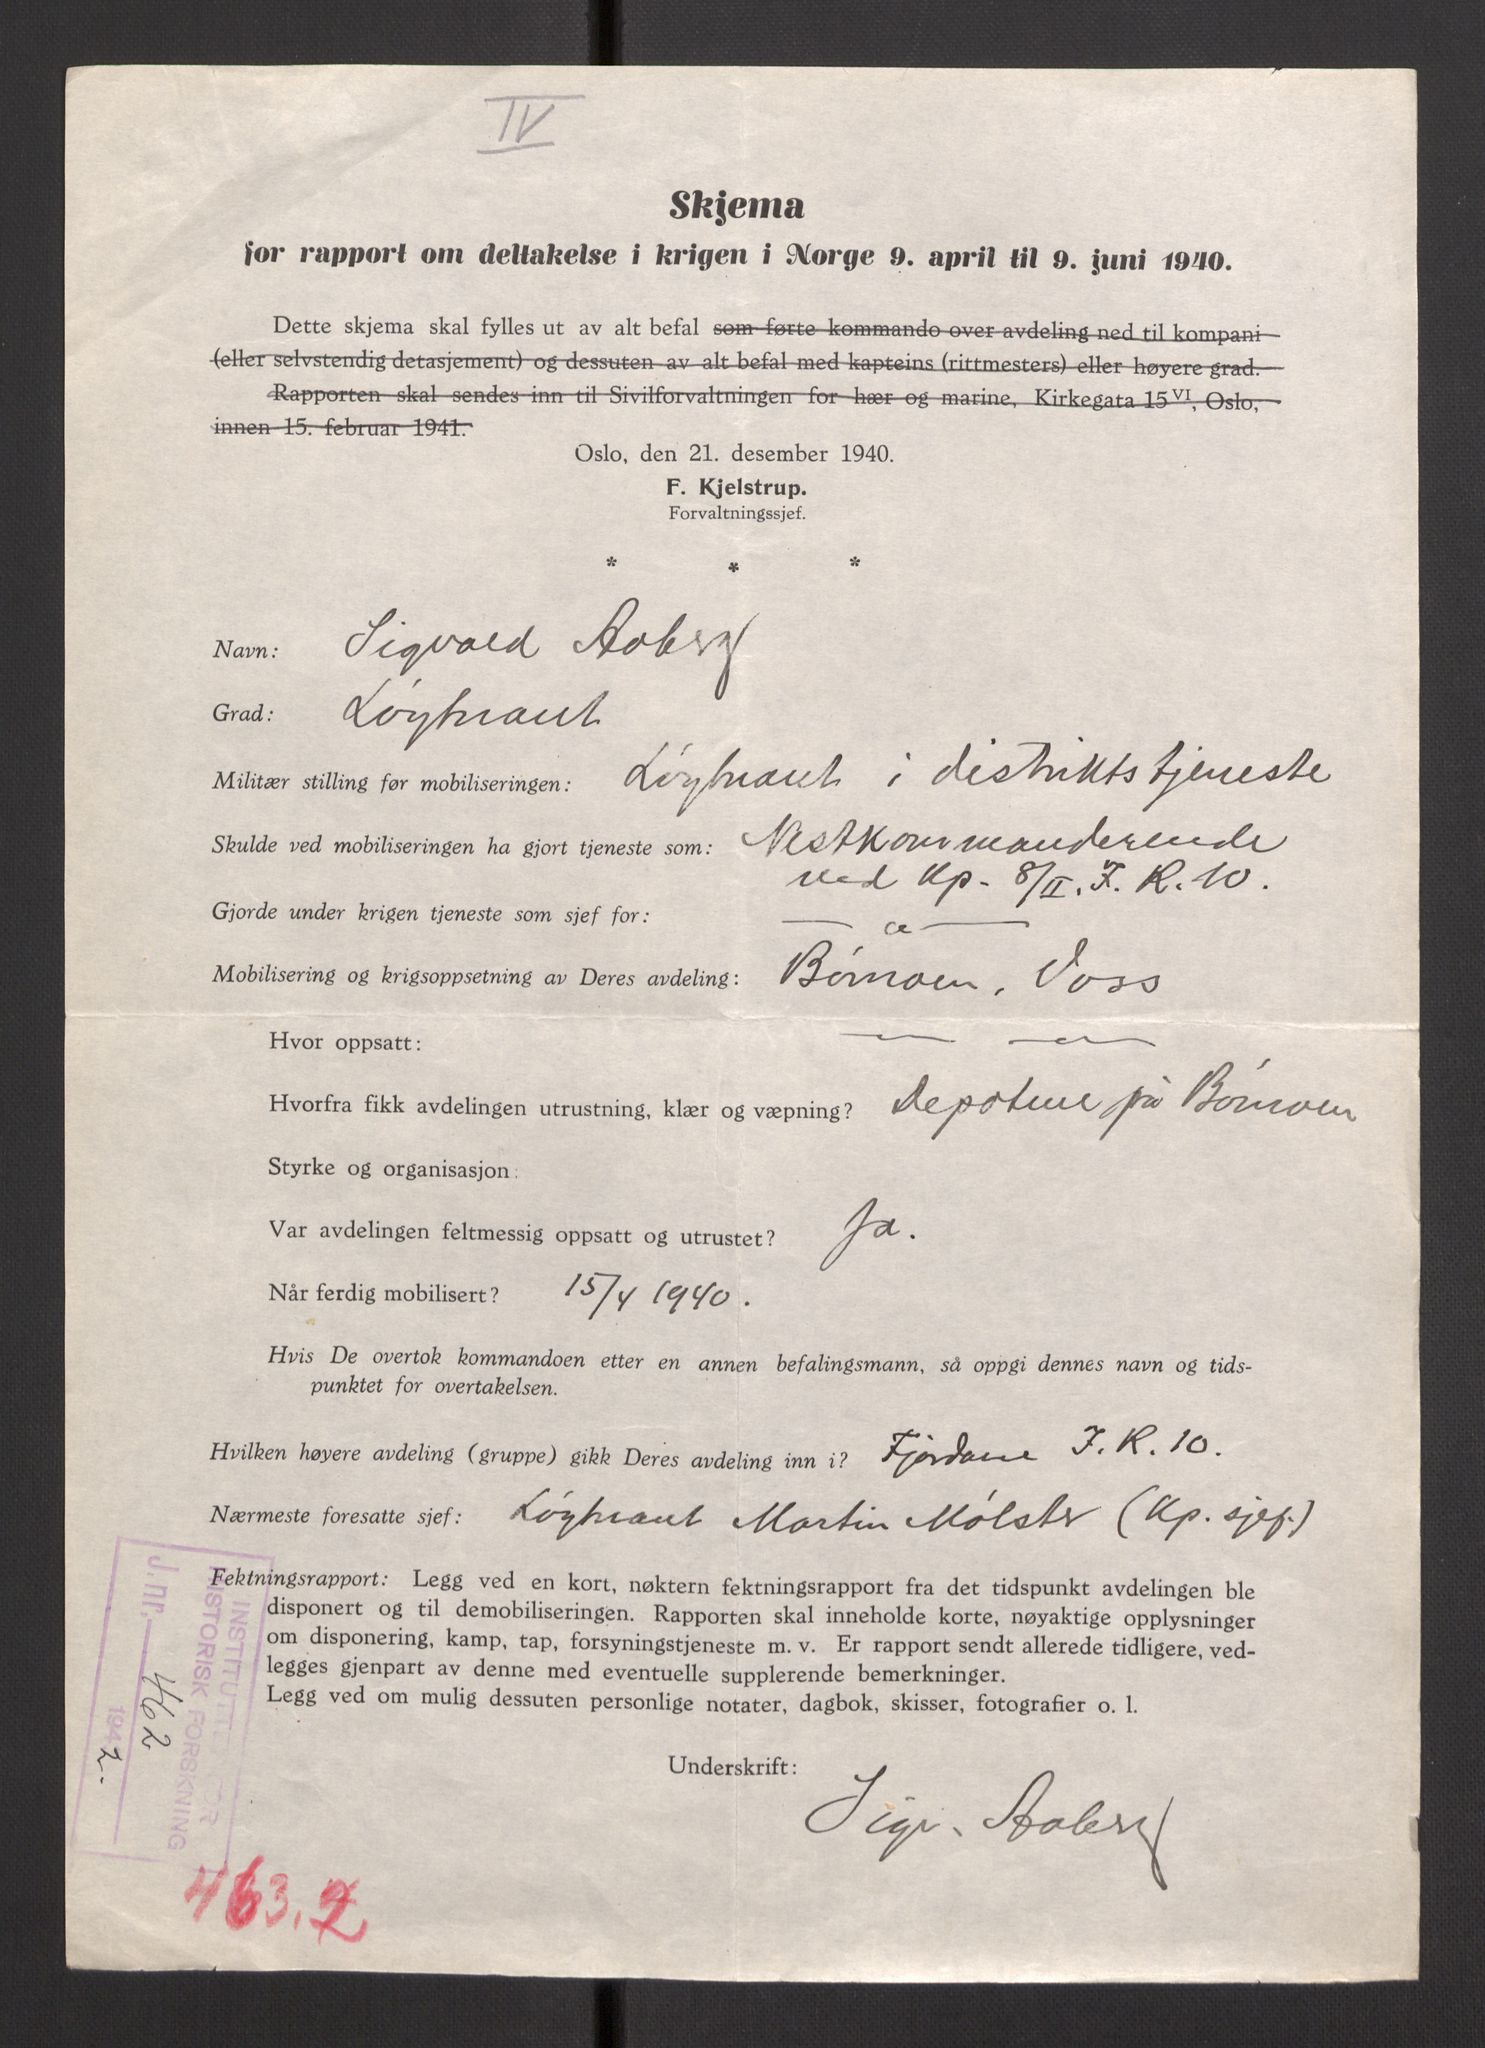 IV
Skjema
for rapport om deltakelse i krigen i Norge 9. april til 9. juni 1940.
Dette skjema skal fylles ut av alt befal som førte kommando over avdeling ned til kompani
(eller selvstendig detasjement) og dessuten av alt befal med kapteins (rittmesters) eller høyere grad.
Rapporten skal sendes inn til Sivilforvaltningen for hær og marine, Kirkegata 15 VI, Oslo,
innen 15. februar 1941.
Oslo, den 21. desember 1940.
F. Kjelstrup.
Forvaltningssjef.
* * *
Navn: Sigvald Aaberg
Grad: Løytnant
Militær stilling før mobiliseringen: Løytnant i distriktstjeneste
Skulde ved mobiliseringen ha gjort tjeneste som: Nestkommanderende
ved Kp. 8/II. I. R. 10.
Gjorde under krigen tjeneste som sjef for:
Mobilisering og krigsoppsetning av Deres avdeling: Bømoen, Voss
Hvor oppsatt:
Hvorfra fikk avdelingen utrustning, klær og væpning? Depotene på Bømoen
Styrke og organisasjon:
Var avdelingen feltmessig oppsatt og utrustet? Ja.
Når ferdig mobilisert? 15/4 1940.
Hvis De overtok kommandoen etter en annen befalingsmann, så oppgi dennes navn og tids-
punktet for overtakelsen.
Hvilken høyere avdeling (gruppe) gikk Deres avdeling inn i? Fjordane I. R. 10.
Nærmeste foresatte sjef: Løytnant Martin Mølster (Kp. sjef.)
Fektningsrapport: Legg ved en kort, nøktern fektningsrapport fra det tidspunkt avdelingen ble
disponert og til demobiliseringen. Rapporten skal inneholde korte, nøyaktige opplysninger
om disponering, kamp, tap, forsyningstjeneste m. v. Er rapport sendt allerede tidligere, ved-
legges gjenpart av denne med eventuelle supplerende bemerkninger.
Legg ved om mulig dessuten personlige notater, dagbok, skisser, fotografier o. l.
Underskrift:
Sigv. Aaberg
INSTITUTT FOR
HISTORISK FORSKNING
J.nr. 462
1942.
463.2